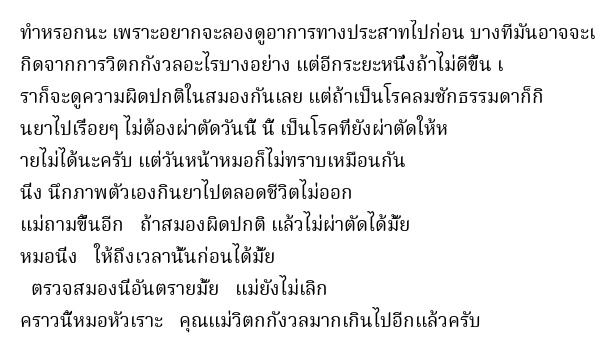 ทำหรอกนะ เพราะอยากจะลองดูอาการทางประสาทไปก่อน บางทีมันอาจจะเ
กิดจากการวิตกกังวลอะไรบางอย่าง แต่อีกระยะหนึ่งถ้าไม่ดีขึ้น เ
ราก็จะดูความผิดปกติในสมองกันเลย แต่ถ้าเป็นโรคลมชักธรรมดาก็กิ
นยาไปเรื่อยๆ ไม่ต้องผ่าตัดวันนี้ นี้ เป็นโรคที่ยังผ่าตัดให้ห
ายไม่ได้นะครับ แต่วันหน้าหมอก็ไม่ทราบเหมือนกัน
นึ่ง นึกภาพตัวเองกินยาไปตลอดชีวิตไม่ออก
แม่ถามขึ้นอีก   ถ้าสมองผิดปกติ แล้วไม่ผ่าตัดได้มั้ย
หมอนิ่ง   ให้ถึงเวลานั้นก่อนได้มั้ย
ตรวจสมองนี่อันตรายมั้ย   แม่ยังไม่เลิก
คราวนี้หมอหัวเราะ   คุณแม่วิตกกังวลมากเกินไปอีกแล้วครับ